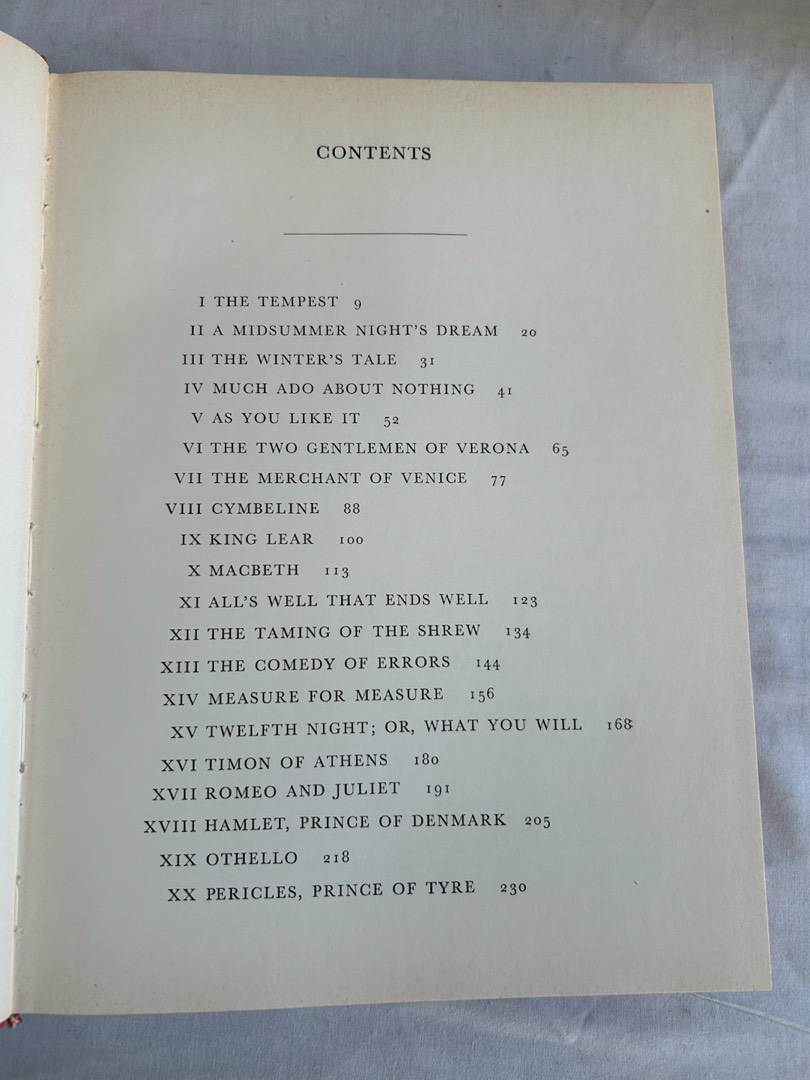 CONTENTS
I THE TEMPEST 9
II A MIDSUMMER NIGHT'S DREAM 20
III THE WINTER'S TALE 31
IV MUCH ADO ABOUT NOTHING 41
V AS YOU LIKE IT 52
VI THE TWO GENTLEMEN OF VERONA 65
VII THE MERCHANT OF VENICE 77
VIII CYMBELINE 88
IX KING LEAR 100
X MACBETH 113
XI ALL'S WELL THAT ENDS WELL 123
XII THE TAMING OF THE SHREW 134
XIII THE COMEDY OF ERRORS 144
XIV MEASURE FOR MEASURE 156
XV TWELFTH NIGHT; OR, WHAT YOU WILL 168
XVI TIMON OF ATHENS 180
XVII ROMEO AND JULIET 191
XVIII HAMLET, PRINCE OF DENMARK 205
XIX OTHELLO 218
XX PERICLES, PRINCE OF TYRE 230